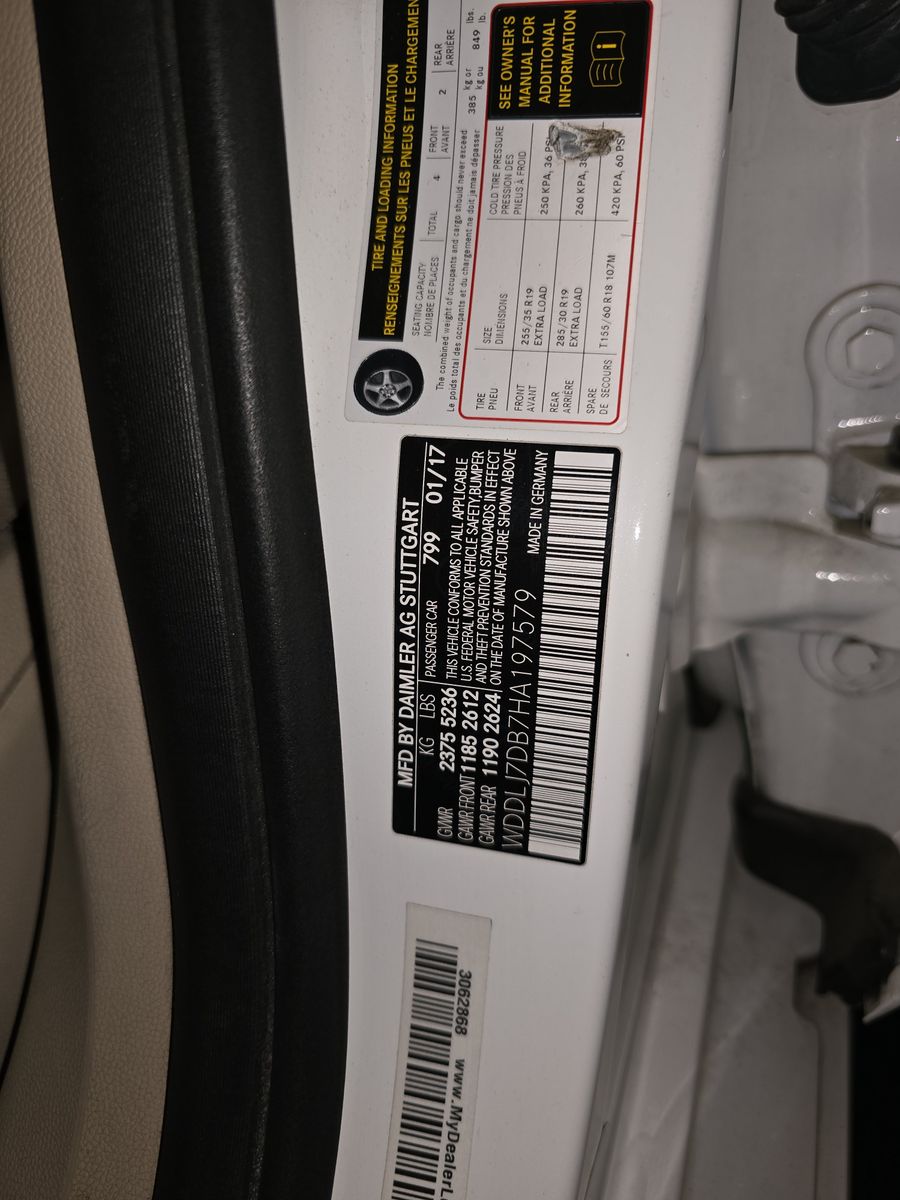 TIRE AND LOADING INFORMATION
RENSEIGNEMENTS SUR LES PNEUS ET LE CHARGEMENT
SEATING CAPACITY
NOMBRE DE PLACES:
TOTAL 4
FRONT
AVANT
2
REAR
ARRIÈRE
The combined weight of occupants and cargo should never exceed 385 kg or 849 lbs.
Le poids total des occupants et du chargement ne doit jamais dépasser kg ou lb.
TIRE
PNEU
SIZE
DIMENSIONS
COLD TIRE PRESSURE
PRESSION DES
PNEUS À FROID
FRONT
AVANT
255/35 R19
EXTRA LOAD
250 KPA, 36 PSI
REAR
ARRIÈRE
285/30 R19
EXTRA LOAD
260 KPA,
SPARE
DE SECOURS
T155/60 R18 107M
420 KPA, 60 PSI
SEE OWNER'S
MANUAL FOR
ADDITIONAL
INFORMATION
MFD BY DAIMLER AG STUTTGART
KG LBS PASSENGER CAR 799 01/17
GVWR 2375 5236 THIS VEHICLE CONFORMS TO ALL APPLICABLE
GAWR FRONT 1185 2612 U.S. FEDERAL MOTOR VEHICLE SAFETY,BUMPER
GAWR REAR 1190 2624 AND THEFT PREVENTION STANDARDS IN EFFECT
ON THE DATE OF MANUFACTURE SHOWN ABOVE
WDDLJ7DB7HA197579 MADE IN GERMANY
3062868 www.MyDealerL